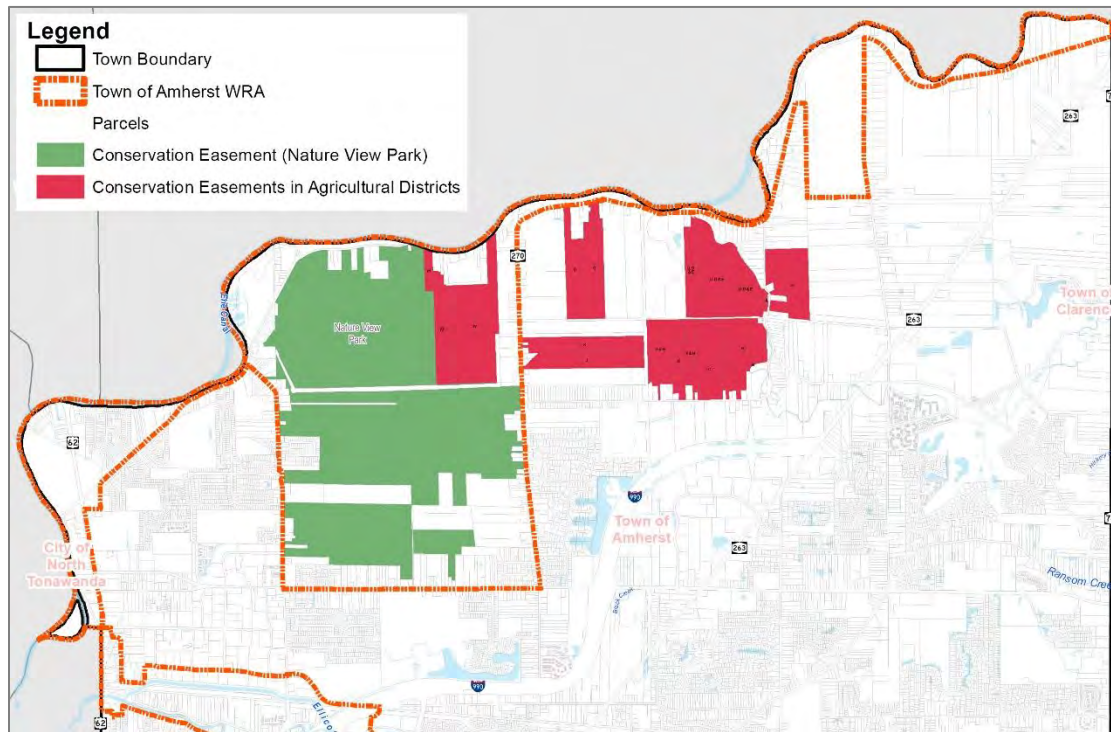 Legend
Town Boundary
Town of Amherst WRA
Parcels
Conservation Easement (Nature View Park)
Conservation Easements in Agricultural Districts
263
270
Nature View
Park
Town of
Clarence
263
62
990
Town of
Amherst
263
City of
North
Tonawanda
Ransom Creek
990
62
Ellico